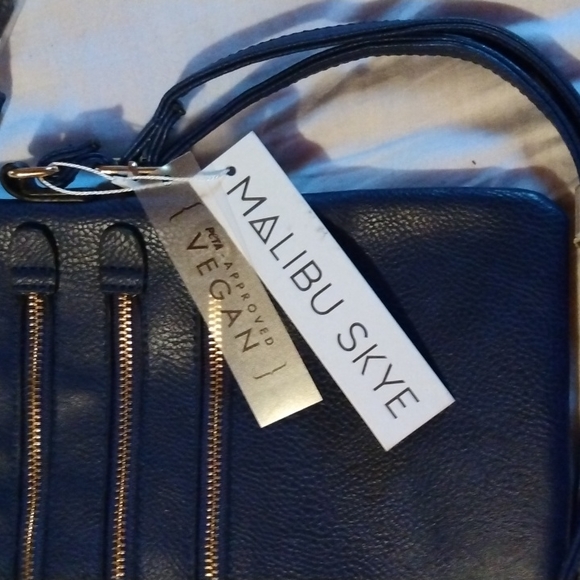 MALIBU SKYE
{ PETA - APPROVED
VEGAN }